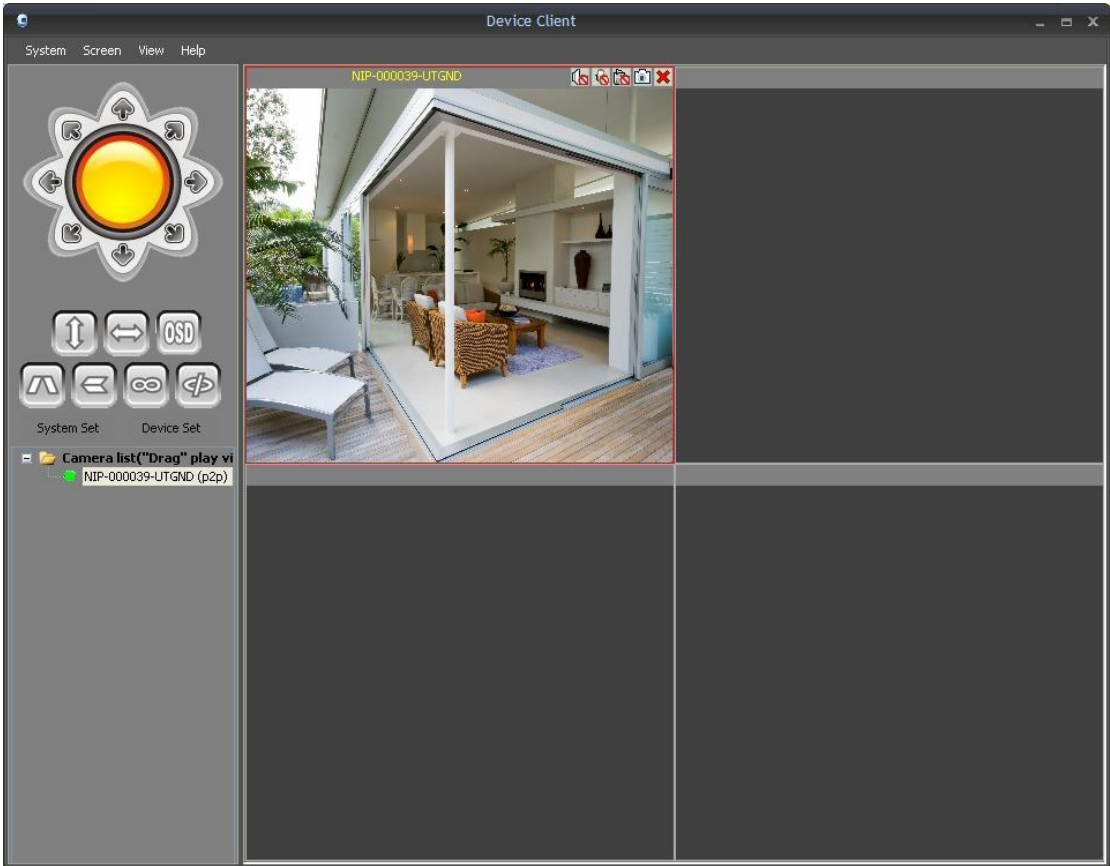 Device Client
System Screen View Help
NIP-000039-UTGND
OSD
System Set Device Set
Camera list("Drag" play vi
NIP-000039-UTGND (p2p)